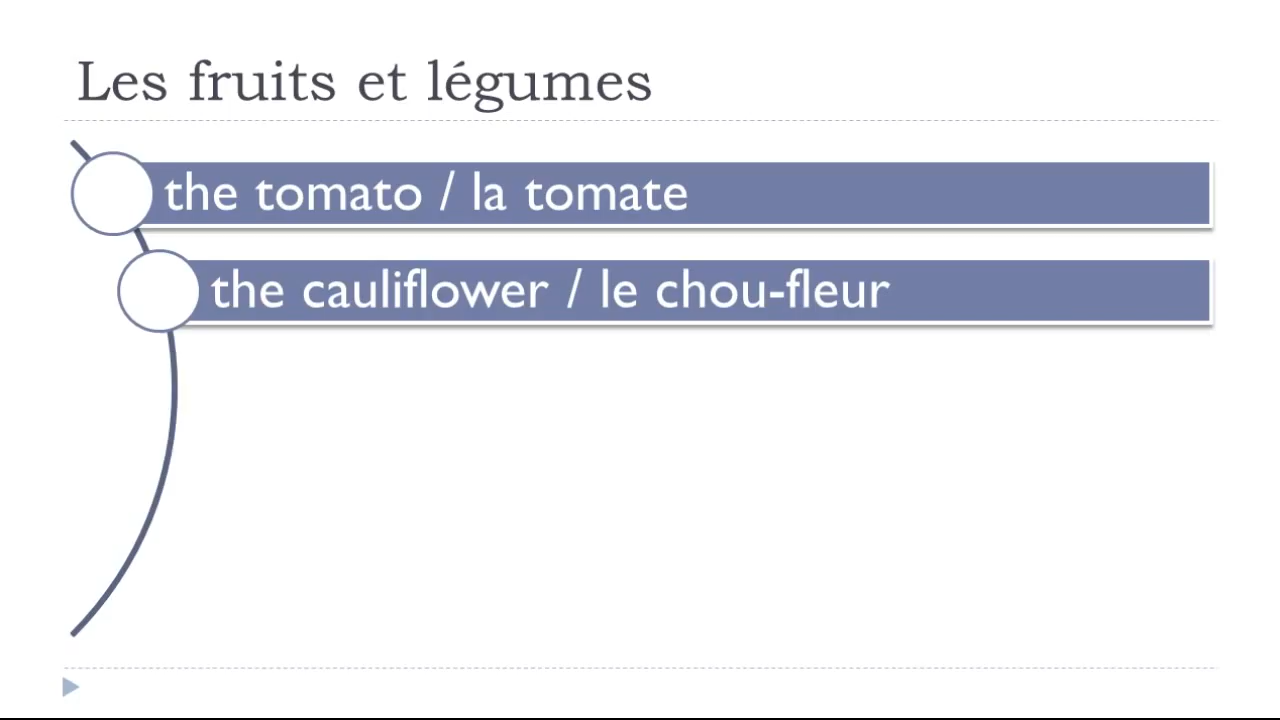 Les fruits et légumes
the tomato / la tomate
the cauliflower / le chou-fleur